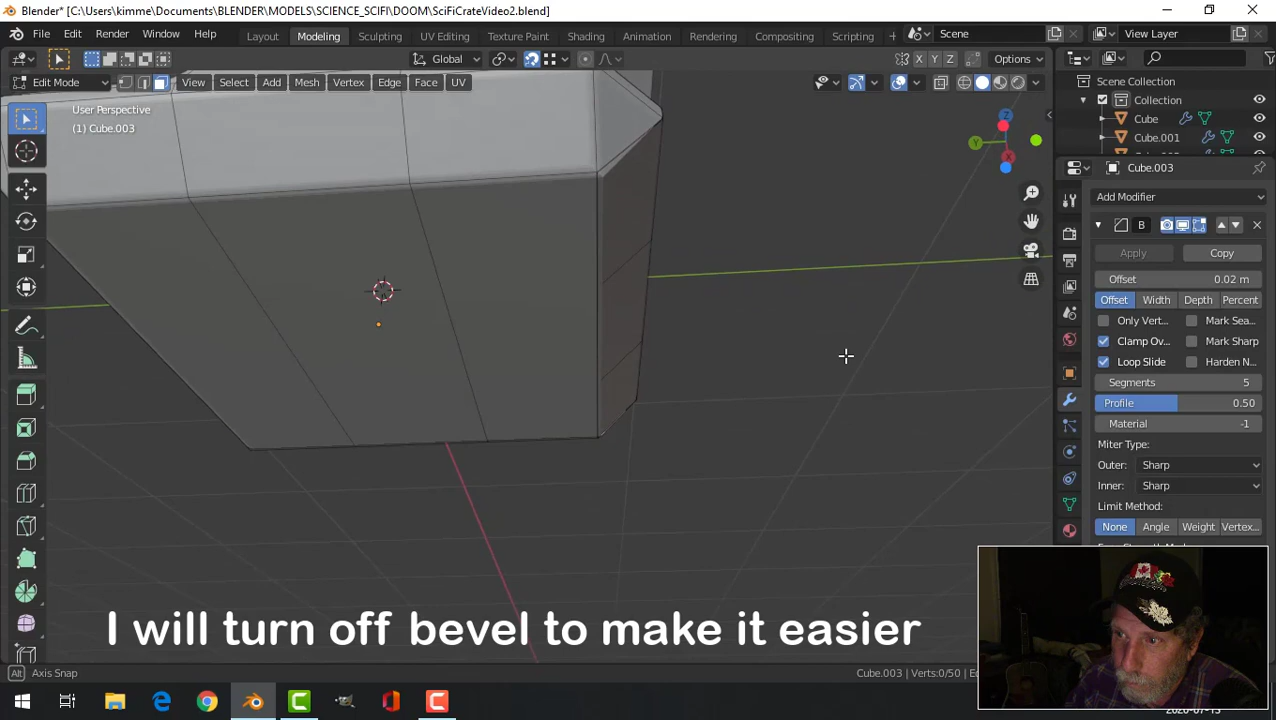 Blender* [C:\Users\kimme\Documents\BLENDER\MODELS\SCIENCE_SCIFI\DOOM\SciFiCrateVideo2.blend]
File Edit Render Window Help Layout Modeling Sculpting UV Editing Texture Paint Shading Animation Rendering Compositing Scripting + Scene View Layer
Global X Y Z Options
Edit Mode View Select Add Mesh Vertex Edge Face UV
User Perspective
(1) Cube.003
Scene Collection
Collection
Cube
Cube.001
Cube.003
Add Modifier
B
Apply Copy
Offset 0.02 m
Offset Width Depth Percent
Only Vert.. Mark Sea..
Clamp Ov.. Mark Sharp
Loop Slide Harden N...
Segments 5
Profile 0.50
Material -1
Miter Type:
Outer: Sharp
Inner: Sharp
Limit Method:
None Angle Weight Vertex...
Z
Y
X
I will turn off bevel to make it easier
Alt Axis Snap
Cube.003 | Verts:0/50 | Ed